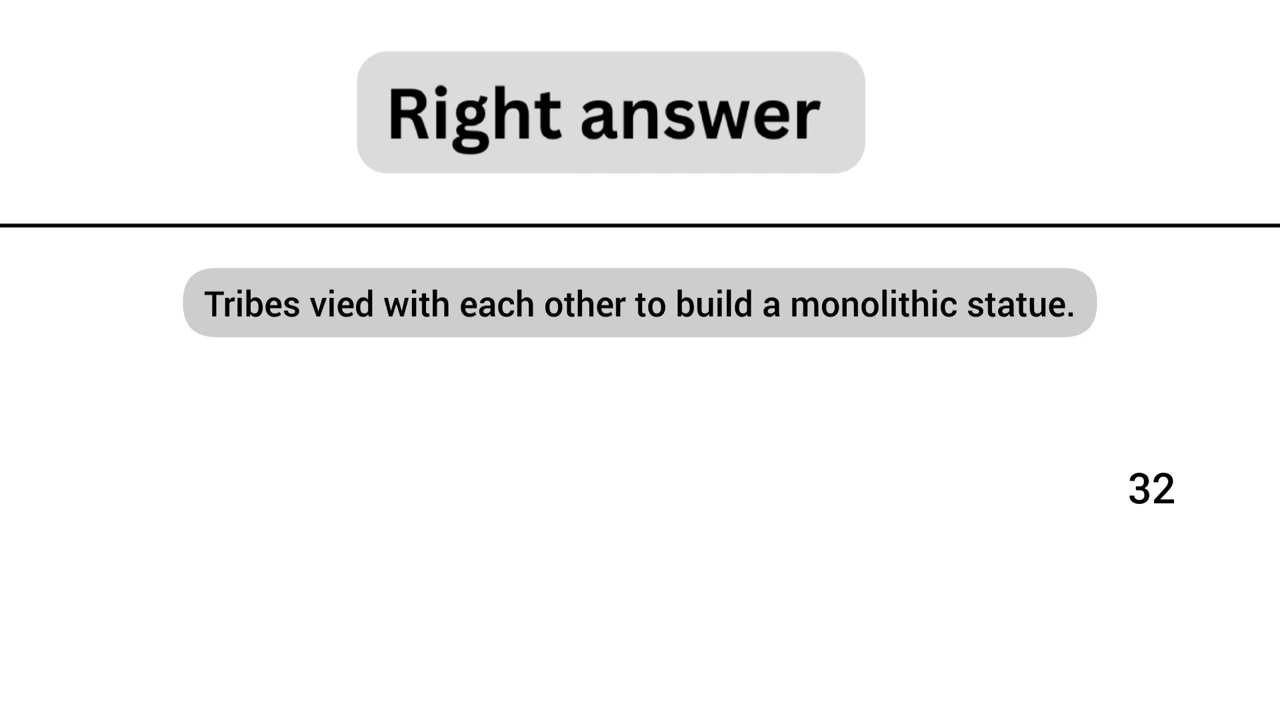 Right answer
Tribes vied with each other to build a monolithic statue.
32